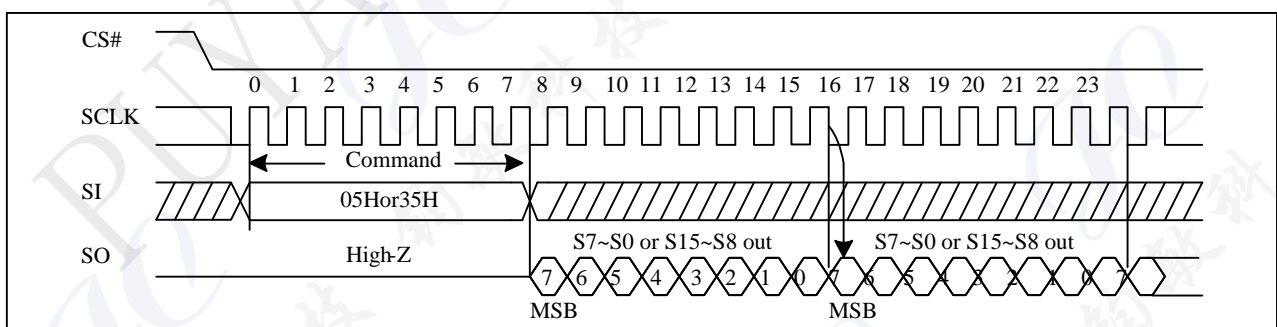 CS#
0 1 2 3 4 5 6 7 8 9 10 11 12 13 14 15 16 17 18 19 20 21 22 23
SCLK
Command
SI
05Hor35H
S7~S0 or S15~S8 out S7~S0 or S15~S8 out
SO
High-Z
7 6 5 4 3 2 1 0 7 6 5 4 3 2 1 0 7
MSB MSB
PUYA